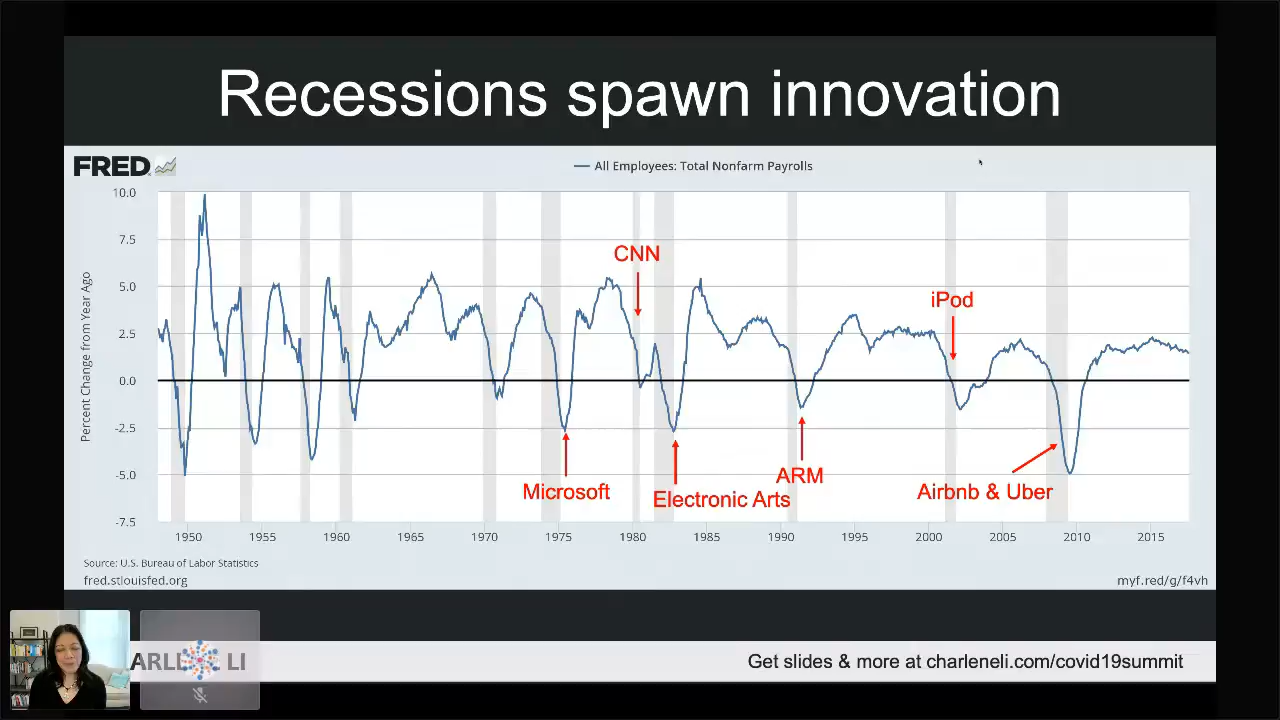 Recessions spawn innovation
FRED
All Employees: Total Nonfarm Payrolls
Percent Change from Year Ago
10.0
7.5
5.0
2.5
0.0
-2.5
-5.0
-7.5
CNN
iPod
Microsoft
Electronic Arts
ARM
Airbnb & Uber
1950 1955 1960 1965 1970 1975 1980 1985 1990 1995 2000 2005 2010 2015
Source: U.S. Bureau of Labor Statistics
fred.stlouisfed.org
myf.red/g/f4vh
LI
Get slides & more at charleneli.com/covid19summit